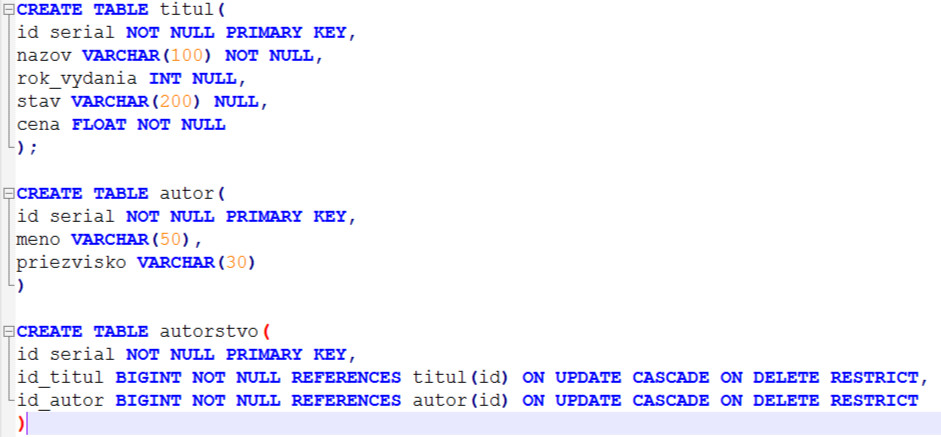 CREATE TABLE titul(
id serial NOT NULL PRIMARY KEY,
nazov VARCHAR(100) NOT NULL,
rok_vydania INT NULL,
stav VARCHAR(200) NULL,
cena FLOAT NOT NULL
);
CREATE TABLE autor(
id serial NOT NULL PRIMARY KEY,
meno VARCHAR(50),
priezvisko VARCHAR(30)
)
CREATE TABLE autorstvo(
id serial NOT NULL PRIMARY KEY,
id_titul BIGINT NOT NULL REFERENCES titul(id) ON UPDATE CASCADE ON DELETE RESTRICT,
id_autor BIGINT NOT NULL REFERENCES autor(id) ON UPDATE CASCADE ON DELETE RESTRICT
)